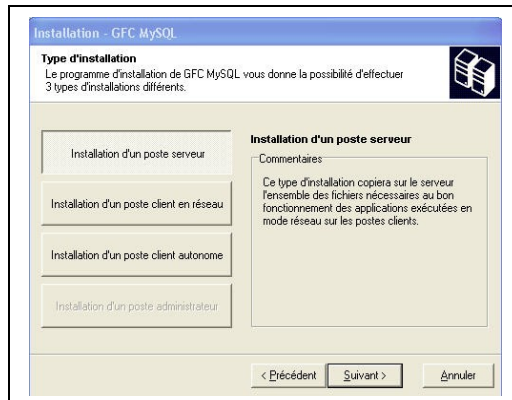 Installation - GFC MySQL
Type d'installation
Le programme d'installation de GFC MySQL vous donne la possibilité d'effectuer
3 types d'installations différents.
Installation d'un poste serveur
Installation d'un poste client en réseau
Installation d'un poste client autonome
Installation d'un poste administrateur
Installation d'un poste serveur
Commentaires
Ce type d'installation copiera sur le serveur
l'ensemble des fichiers nécessaires au bon
fonctionnement des applications exécutées en
mode réseau sur les postes clients.
< Précédent
Suivant >
Annuler